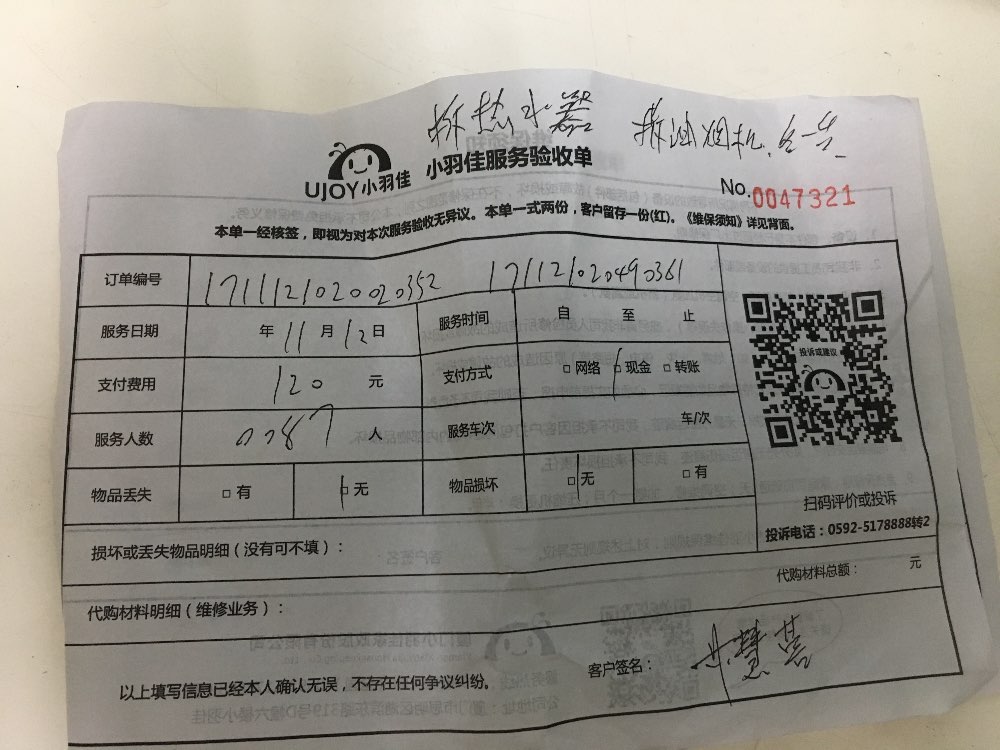 拆热水器 拆油烟机,各一台
UJOY小羽佳 小羽佳服务验收单
No.0047321
本单一经核签,即视为对本次服务验收无异议。本单一式两份,客户留存一份(红)。《维保须知》详见背面。
订单编号 171112102020352 171121020490361
服务日期 年 11 月 12 日 服务时间 自 至 止
支付费用 120 元 支付方式 □网络 □现金 □转账
服务人数 0087 人 服务车次 车/次
物品丢失 □有 □无 物品损坏 □无 □有
投诉或建议
扫码评价或投诉
投诉电话:0592-5178888转2
损坏或丢失物品明细(没有可不填):
代购材料总额: 元
代购材料明细(维修业务):
客户签名:
以上填写信息已经本人确认无误,不存在任何争议纠纷。